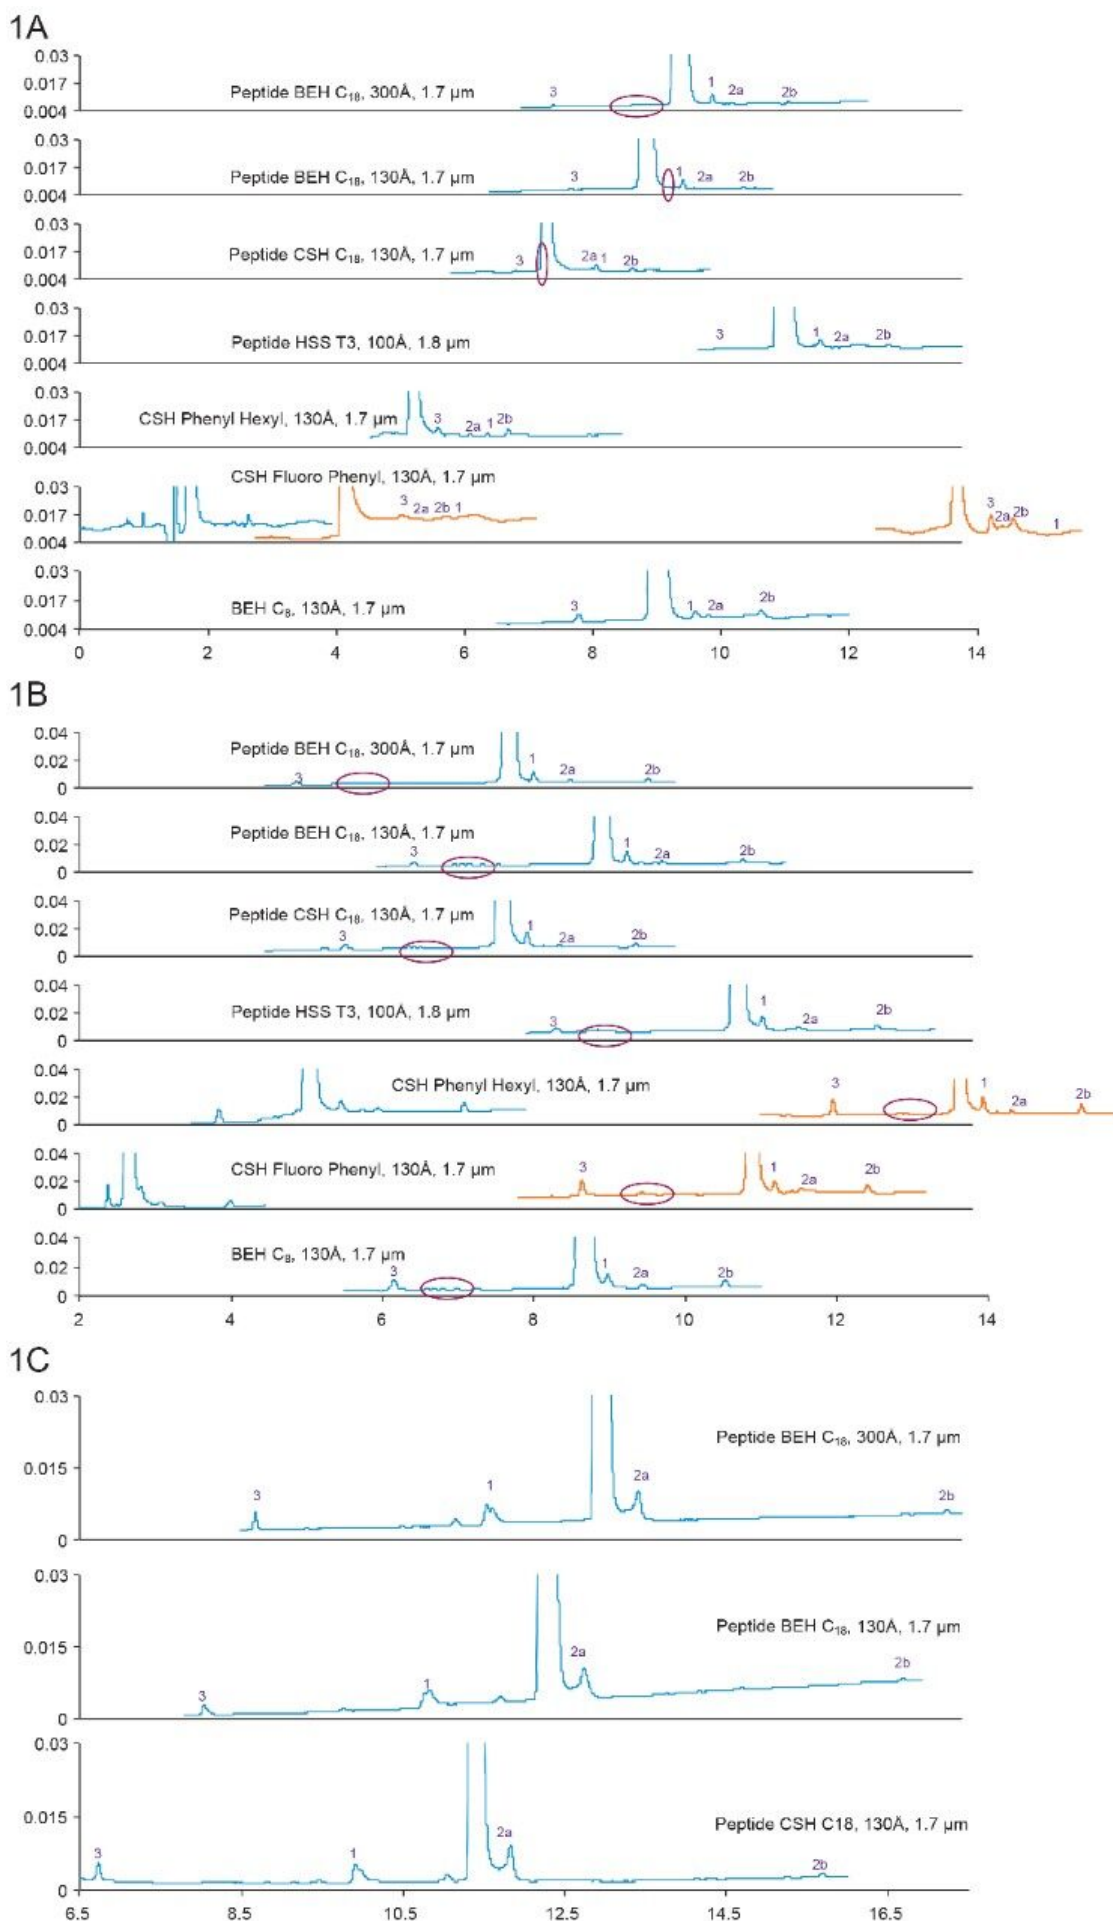 1A
0.03
Peptide BEH C₁₈, 300Å, 1.7 µm
0.017
0.004
3
1
2a
2b
0.03
Peptide BEH C₁₈, 130Å, 1.7 µm
0.017
0.004
3
1
2a
2b
0.03
Peptide CSH C₁₈, 130Å, 1.7 µm
0.017
0.004
3
2a
1
2b
0.03
Peptide HSS T3, 100Å, 1.8 µm
0.017
0.004
3
1
2a
2b
0.03
CSH Phenyl Hexyl, 130Å, 1.7 µm
0.017
0.004
3
2a
1
2b
CSH Fluoro Phenyl, 130Å, 1.7 µm
0.03
0.017
0.004
3
2a
2b
1
3
2a
2b
1
0.03
BEH C₈, 130Å, 1.7 µm
0.017
0.004
3
1
2a
2b
0 2 4 6 8 10 12 14
1B
0.04
Peptide BEH C₁₈, 300Å, 1.7 µm
0.02
0
3
1
2a
2b
0.04
Peptide BEH C₁₈, 130Å, 1.7 µm
0.02
0
3
1
2a
2b
0.04
Peptide CSH C₁₈, 130Å, 1.7 µm
0.02
0
3
1
2a
2b
0.04
Peptide HSS T3, 100Å, 1.8 µm
0.02
0
3
1
2a
2b
0.04
CSH Phenyl Hexyl, 130Å, 1.7 µm
0.02
0
3
1
2a
2b
0.04
CSH Fluoro Phenyl, 130Å, 1.7 µm
0.02
0
3
1
2a
2b
0.04
BEH C₈, 130Å, 1.7 µm
0.02
0
3
1
2a
2b
2 4 6 8 10 12 14
1C
0.03
Peptide BEH C₁₈, 300Å, 1.7 µm
0.015
0
3
1
2a
2b
0.03
Peptide BEH C₁₈, 130Å, 1.7 µm
0.015
0
3
1
2a
2b
0.03
Peptide CSH C18, 130Å, 1.7 µm
0.015
0
3
1
2a
2b
6.5 8.5 10.5 12.5 14.5 16.5